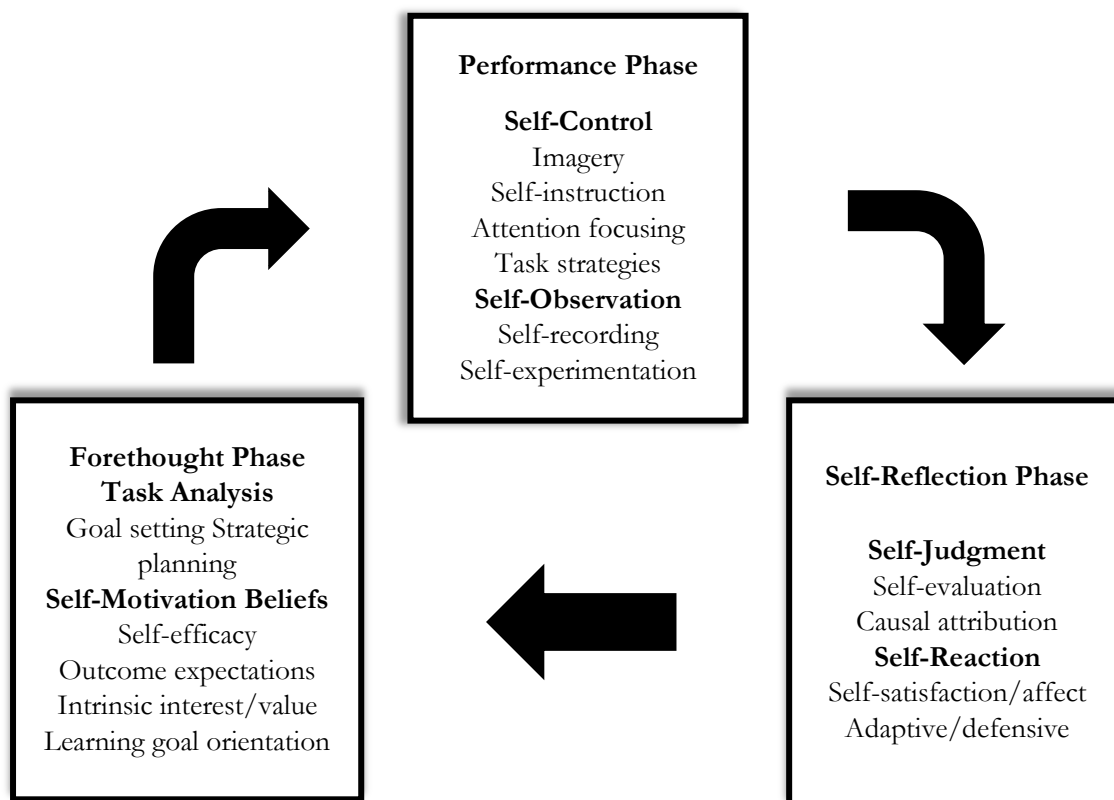 Performance Phase
Self-Control
Imagery
Self-instruction
Attention focusing
Task strategies
Self-Observation
Self-recording
Self-experimentation
Forethought Phase
Task Analysis
Goal setting Strategic
planning
Self-Motivation Beliefs
Self-efficacy
Outcome expectations
Intrinsic interest/value
Learning goal orientation
Self-Reflection Phase
Self-Judgment
Self-evaluation
Causal attribution
Self-Reaction
Self-satisfaction/affect
Adaptive/defensive